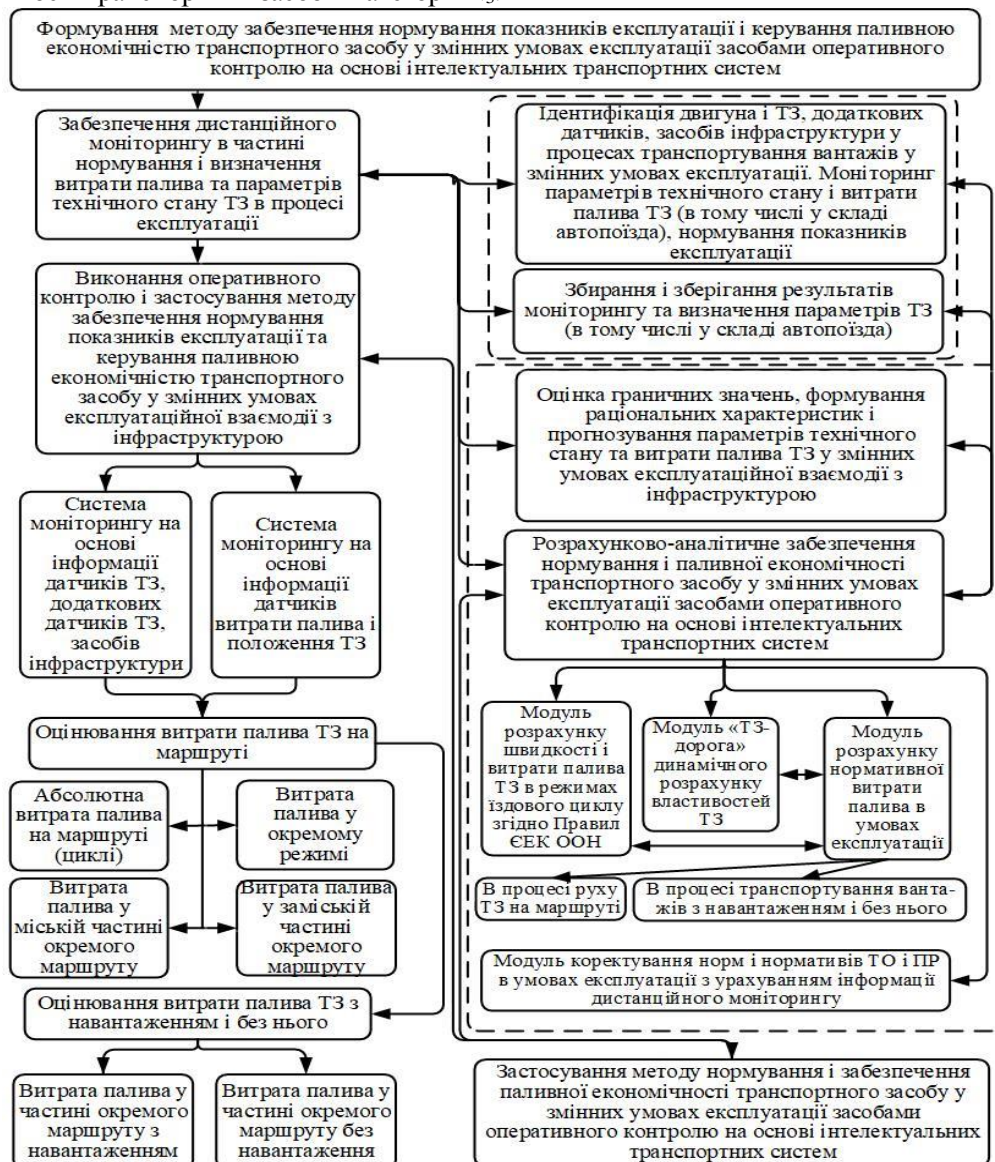 Формування методу забезпечення нормування показників експлуатації і керування паливною
економічністю транспортного засобу у змінних умовах експлуатації засобами оперативного
контролю на основі інтелектуальних транспортних систем
Забезпечення дистанційного
моніторингу в частині
нормування і визначення
витрати палива та параметрів
технічного стану ТЗ в процесі
експлуатації
Ідентифікація двигуна і ТЗ, додаткових
датчиків, засобів інфраструктури у
процесах транспортування вантажів у
змінних умовах експлуатації. Моніторинг
параметрів технічного стану і витрати
палива ТЗ (в тому числі у складі
автопоїзда), нормування показників
експлуатації
Виконання оперативного
контролю і застосування методу
забезпечення нормування
показників експлуатації та
керування паливною
економічністю транспортного
засобу у змінних умовах
експлуатаційної взаємодії з
інфраструктурою
Збирання і зберігання результатів
моніторингу та визначення параметрів ТЗ
(в тому числі у складі автопоїзда)
Оцінка граничних значень, формування
раціональних характеристик і
прогнозування параметрів технічного
стану та витрати палива ТЗ у змінних
умовах експлуатаційної взаємодії з
інфраструктурою
Система
моніторингу на
основі
інформації
датчиків ТЗ,
додаткових
датчиків ТЗ,
засобів
інфраструктури
Система
моніторингу на
основі
інформації
датчиків
витрати палива і
положення ТЗ
Розрахунково-аналітичне забезпечення
нормування і паливної економічності
транспортного засобу у змінних умовах
експлуатації засобами оперативного
контролю на основі інтелектуальних
транспортних систем
Оцінювання витрати палива ТЗ на
маршруті
Модуль
розрахунку
швидкості і
витрати палива
ТЗ в режимах
їздового циклу
згідно Правил
ЄЕК ООН
Модуль «ТЗ-
дорога»
динамічного
розрахунку
властивостей
ТЗ
Модуль
розрахунку
нормативної
витрати
палива в
умовах
експлуатації
Абсолютна
витрата палива
на маршруті
(циклі)
Витрата
палива у
окремому
режимі
Витрата
палива у
міській частині
окремого
маршруту
Витрата палива
у заміській
частині
окремого
маршруту
В процесі руху
ТЗ на маршруті
В процесі транспортування ванта-
жів з навантаженням і без нього
Модуль коректування норм і нормативів ТО і ПР
в умовах експлуатації з урахуванням інформації
дистанційного моніторингу
Оцінювання витрати палива ТЗ з
навантаженням і без нього
Витрата палива у
частині окремого
маршруту з
навантаженням
Витрата палива у
частині окремого
маршруту без
навантаження
Застосування методу нормування і забезпечення
паливної економічності транспортного засобу у
змінних умовах експлуатації засобами
оперативного контролю на основі інтелектуальних
транспортних систем